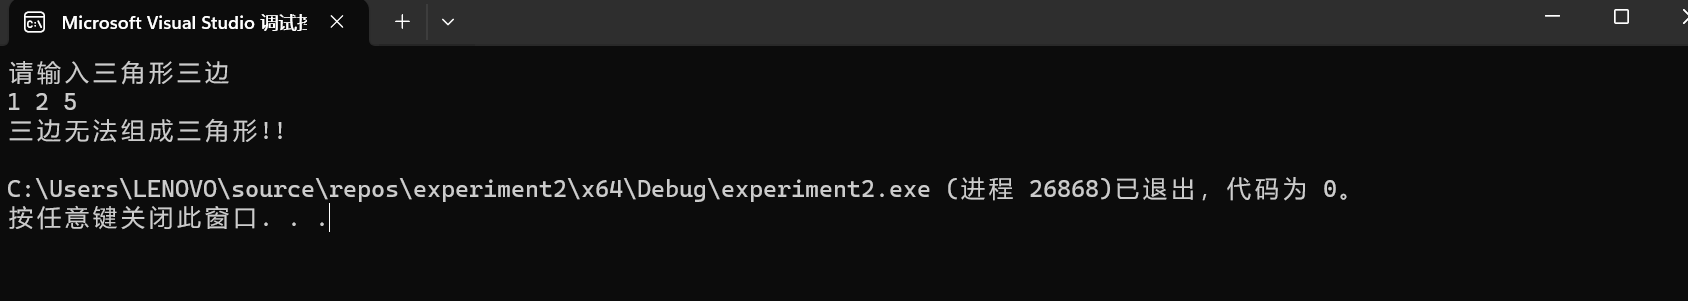 Microsoft Visual Studio 调试
请输入三角形三边
1 2 5
三边无法组成三角形!!
C:\Users\LENOVO\source\repos\experiment2\x64\Debug\experiment2.exe (进程 26868)已退出，代码为 0。
按任意键关闭此窗口. . .